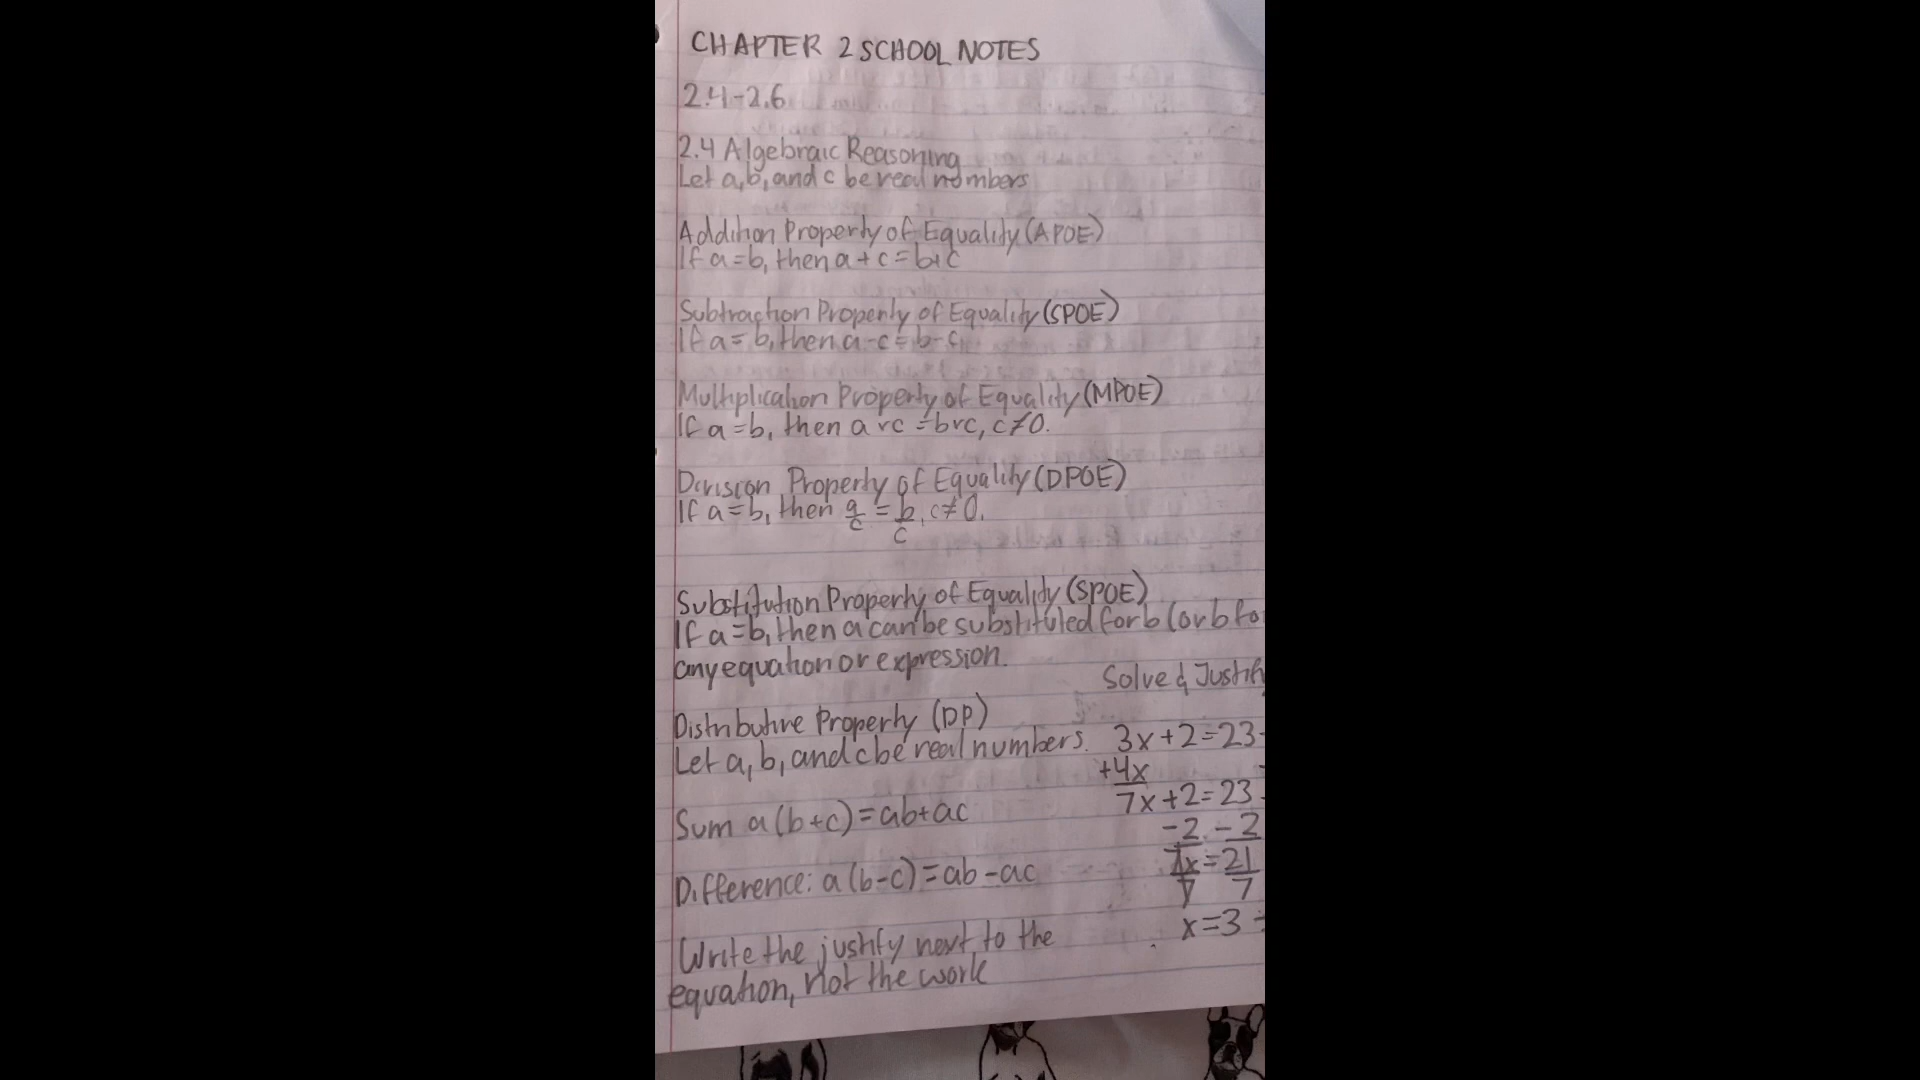 CHAPTER 2 SCHOOL NOTES
2.4-2.6
2.4 Algebraic Reasoning
Let a, b, and c be real numbers
Addition Property of Equality (APOE)
If a=b, then a+c=b+c
Subtraction Property of Equality (SPOE)
If a=b, then a-c=b-c
Multiplication Property of Equality (MPOE)
If a=b, then a•c=b•c, c≠0.
Division Property of Equality (DPOE)
If a=b, then a/c = b/c, c≠0.
Substitution Property of Equality (SPOE)
If a=b, then a can be substituted for b (or b fo
any equation or expression.
Distributive Property (DP)
Let a, b, and c be real numbers.
Sum a(b+c)=ab+ac
Difference: a(b-c)=ab-ac
Write the justify next to the
equation, not the work
Solve & Justif
3x+2=23-
+4x
7x+2=23
-2 -2
7x=21
7 7
x=3